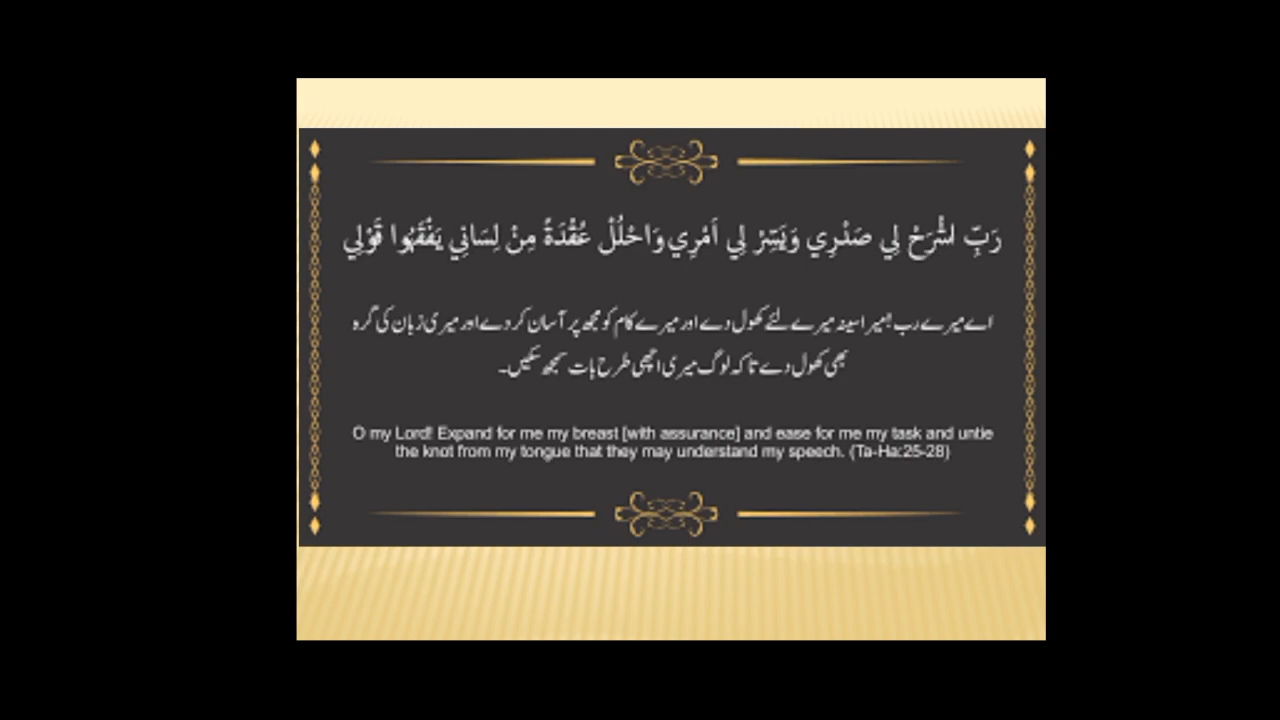 رَبِّ اشْرَحْ لِي صَدْرِي وَيَسِّرْ لِي أَمْرِي وَاحْلُلْ عُقْدَةً مِنْ لِسَانِي يَفْقَهُوا قَوْلِي
اے میرے رب !میرا سینہ میرے لئے کھول دے اور میرے کام کو مجھ پر آسان کر دے اور میری زبان کی گرہ
بھی کھول دے تاکہ لوگ میری اچھی طرح بات سمجھ سکیں۔
O my Lord! Expand for me my breast [with assurance] and ease for me my task and untie
the knot from my tongue that they may understand my speech. (Ta-Ha:25-28)